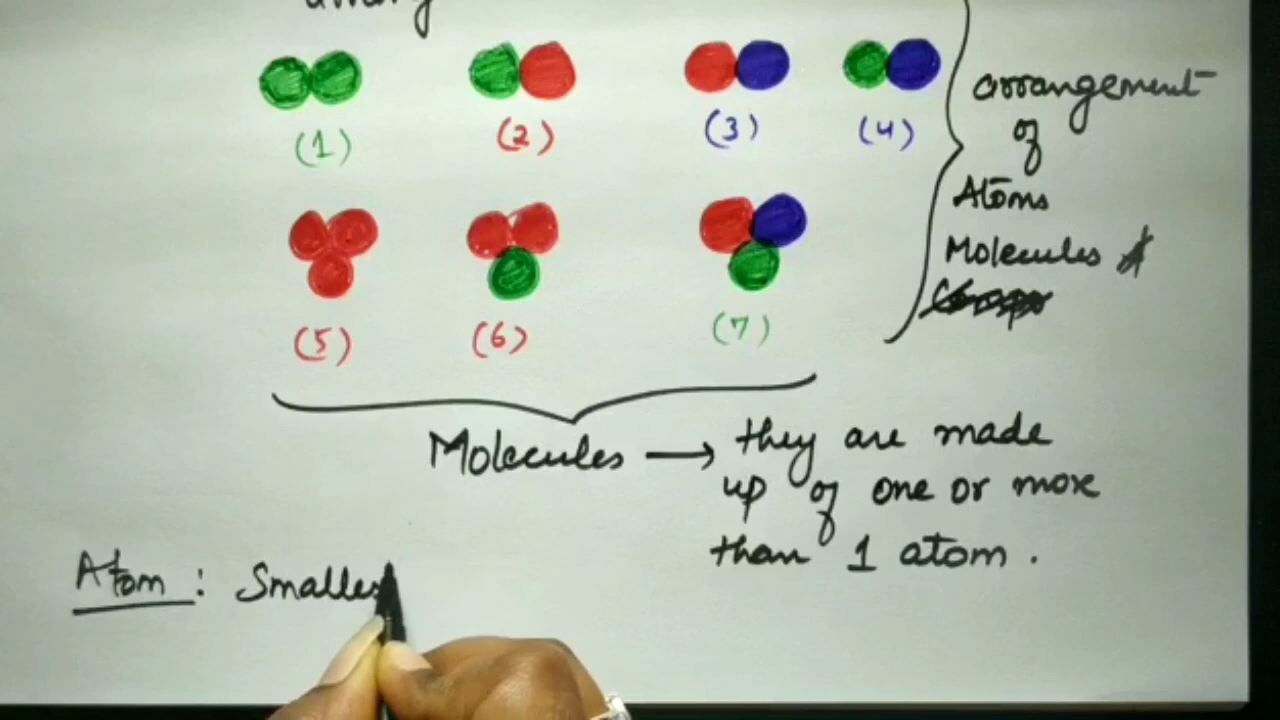 among
(1) (2) (3) (4)
arrangement
of
Atoms
Molecules &
(5) (6) (7)
Molecules → they are made
up of one or more
than 1 atom.
Atom : Smalles